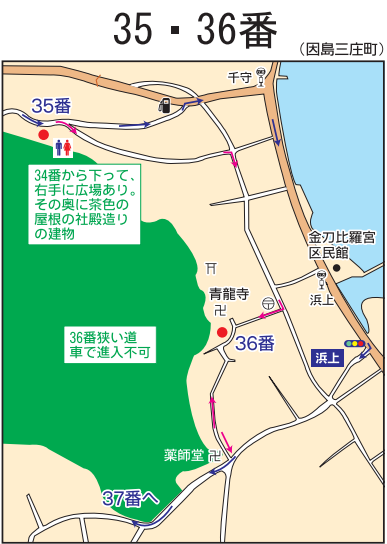 35・36番
（因島三庄町）
千守
35番
34番から下って、
右手に広場あり。
その奥に茶色の
屋根の社殿造り
の建物
金刀比羅宮
区民館
青龍寺
浜上
36番狭い道
車で進入不可
36番
浜上
薬師堂
37番へ